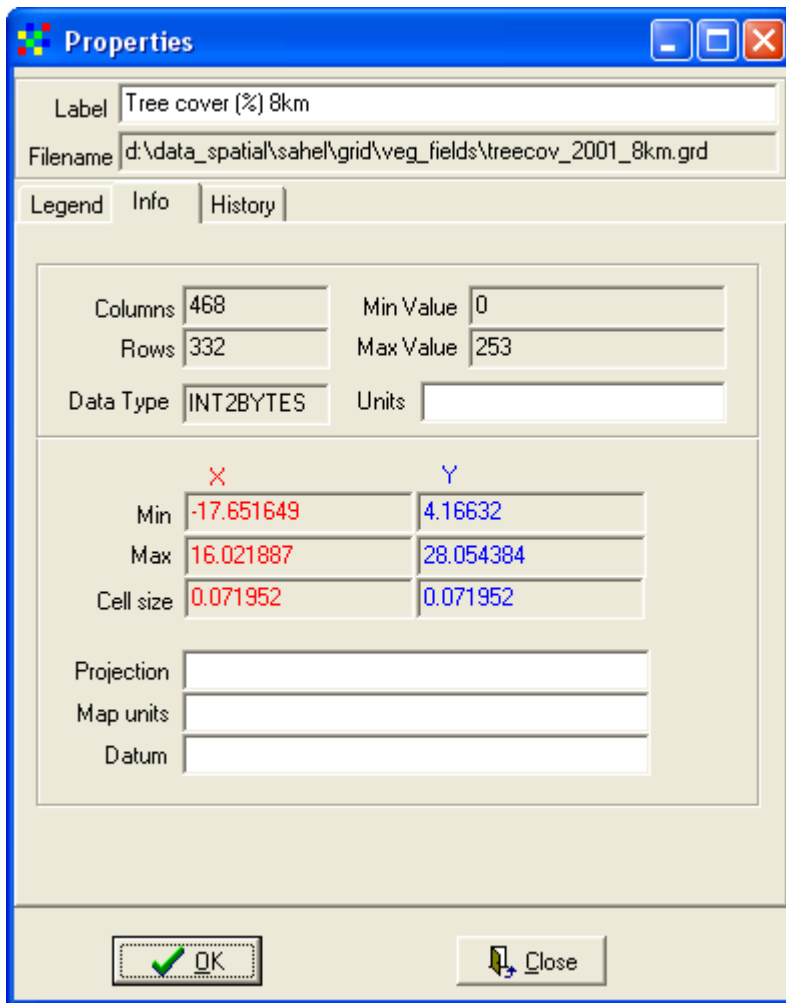 Properties
Label Tree cover (%) 8km
Filename d:\data_spatial\sahel\grid\veg_fields\treecov_2001_8km.grd
Legend Info History
Columns 468 Min Value 0
Rows 332 Max Value 253
Data Type INT2BYTES Units
X Y
Min -17.651649 4.16632
Max 16.021887 28.054384
Cell size 0.071952 0.071952
Projection
Map units
Datum
OK Close